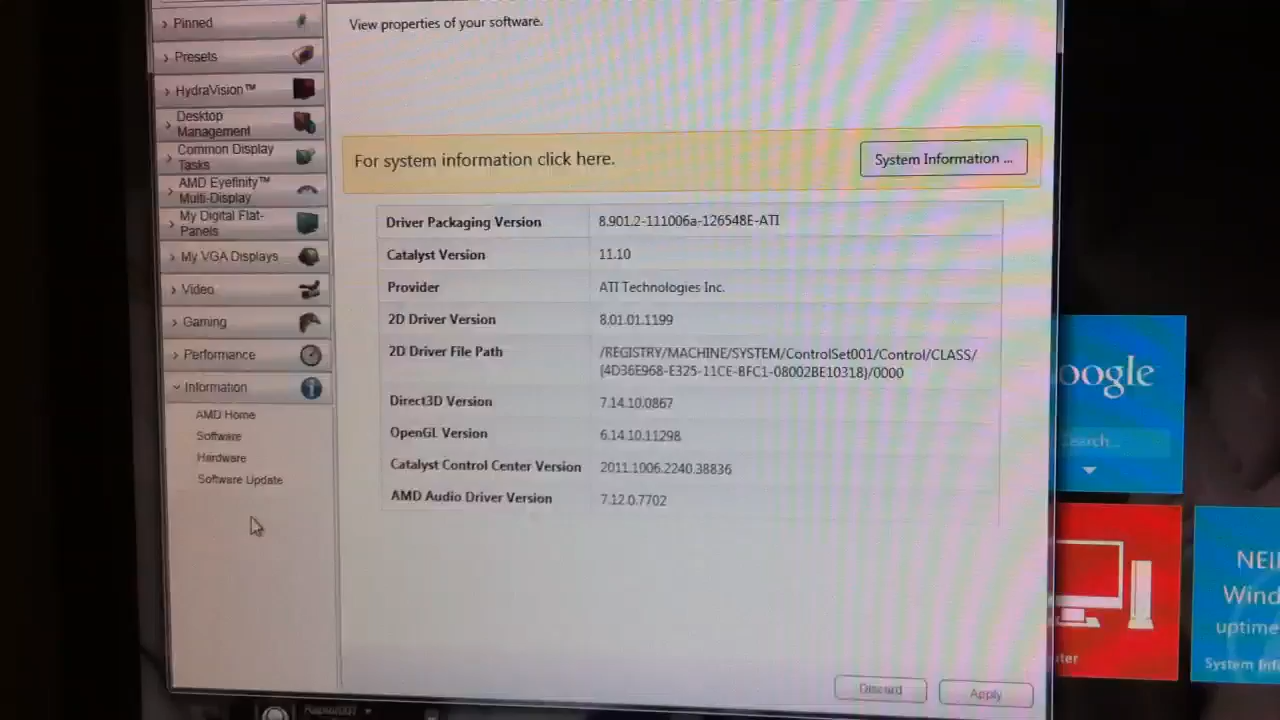 Pinned
Presets
HydraVision™
Desktop
Management
Common Display
Tasks
AMD Eyefinity™
Multi-Display
My Digital Flat-
Panels
My VGA Displays
Video
Gaming
Performance
Information
AMD Home
Software
Hardware
Software Update
View properties of your software.
For system information click here.
System Information ...
Driver Packaging Version 8.901.2-111006a-126548E-ATI
Catalyst Version 11.10
Provider ATI Technologies Inc.
2D Driver Version 8.01.01.1199
2D Driver File Path /REGISTRY/MACHINE/SYSTEM/ControlSet001/Control/CLASS/
{4D36E968-E325-11CE-8FC1-08002BE10318}/0000
Direct3D Version 7.14.10.0867
OpenGL Version 6.14.10.11298
Catalyst Control Center Version 2011.1006.2240.38836
AMD Audio Driver Version 7.12.0.7702
Discard
Apply
oogle
Search...
uter
NEI
Wind
uptime
System Inf